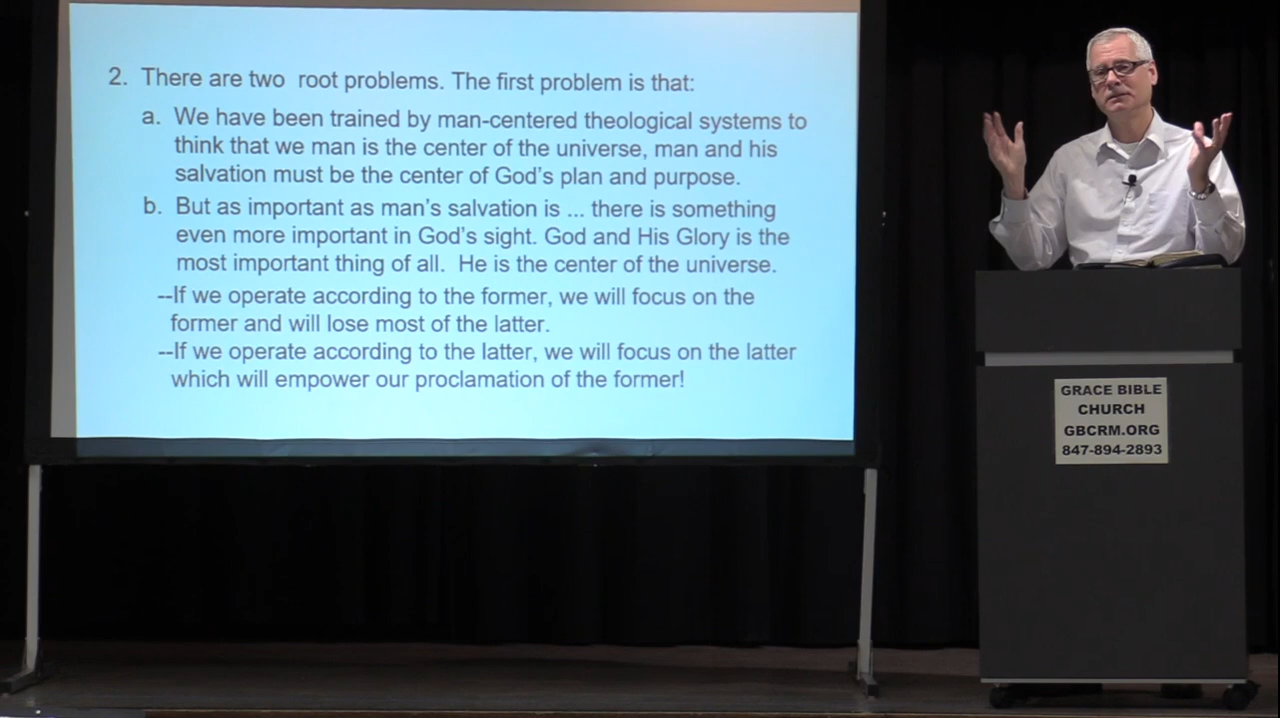 2. There are two root problems. The first problem is that:
a. We have been trained by man-centered theological systems to
think that we man is the center of the universe, man and his
salvation must be the center of God's plan and purpose.
b. But as important as man's salvation is ... there is something
even more important in God's sight. God and His Glory is the
most important thing of all. He is the center of the universe.
--If we operate according to the former, we will focus on the
former and will lose most of the latter.
--If we operate according to the latter, we will focus on the latter
which will empower our proclamation of the former!
GRACE BIBLE
CHURCH
GBCRM.ORG
847-894-2893